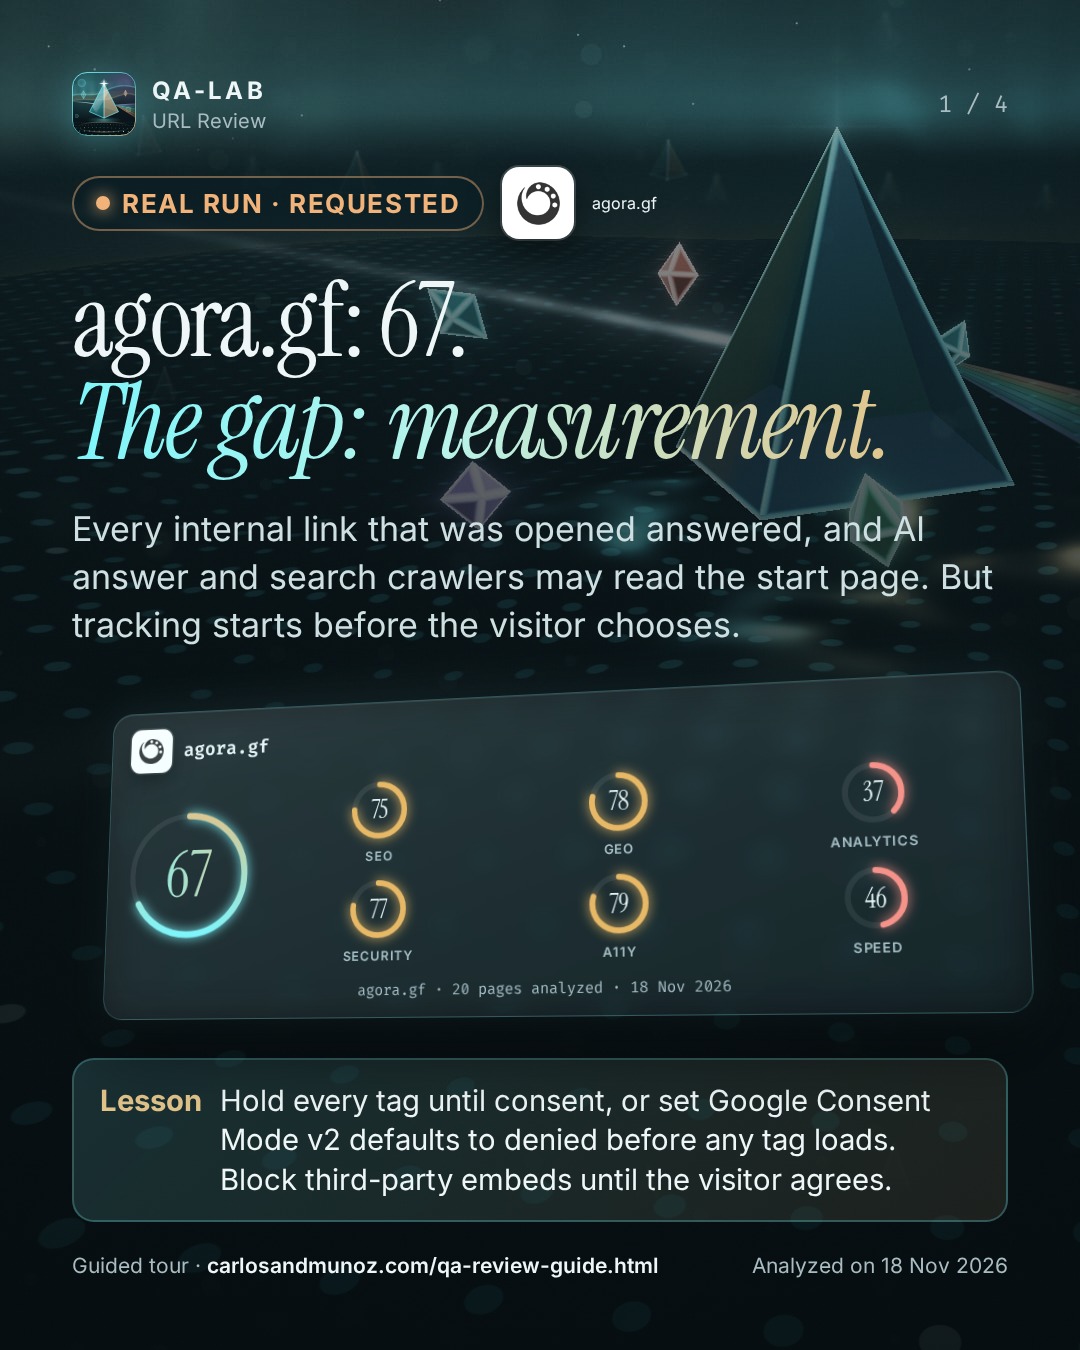 QA-LAB
URL Review
1 / 4
REAL RUN · REQUESTED
agora.gf
agora.gf: 67.
The gap: measurement.
Every internal link that was opened answered, and AI
answer and search crawlers may read the start page. But
tracking starts before the visitor chooses.
agora.gf
67
75
SEO
78
GEO
37
ANALYTICS
77
SECURITY
79
A11Y
46
SPEED
agora.gf · 20 pages analyzed · 18 Nov 2026
Lesson Hold every tag until consent, or set Google Consent
Mode v2 defaults to denied before any tag loads.
Block third-party embeds until the visitor agrees.
Guided tour · carlosandmunoz.com/qa-review-guide.html
Analyzed on 18 Nov 2026